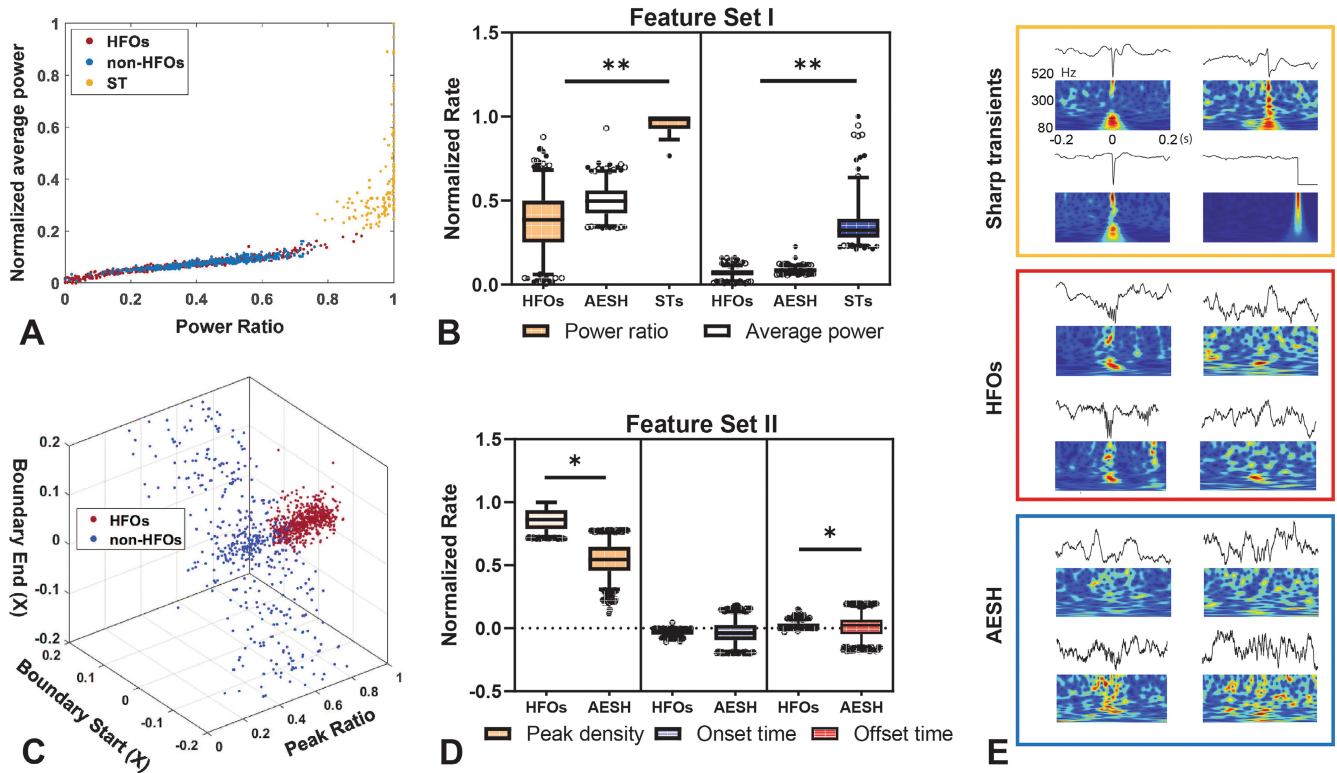 A
Normalized average power
1
0.8
0.6
0.4
0.2
0
HFOs
non-HFOs
ST
0 0.2 0.4 0.6 0.8 1
Power Ratio
B
Feature Set I
Normalized Rate
1.5
1.0
0.5
0.0
** **
HFOs AESH STs HFOs AESH STs
Power ratio Average power
C
Boundary End (X)
0.2
0.1
0
-0.1
-0.2
HFOs
non-HFOs
0.2 0.1 0 -0.1 -0.2
Boundary Start (X)
0 0.2 0.4 0.6 0.8 1
Peak Ratio
D
Feature Set II
Normalized Rate
1.5
1.0
0.5
0.0
-0.5
* *
HFOs AESH HFOs AESH HFOs AESH
Peak density Onset time Offset time
E
Sharp transients
520 Hz
300
80
-0.2 0 0.2 (s)
HFOs
AESH